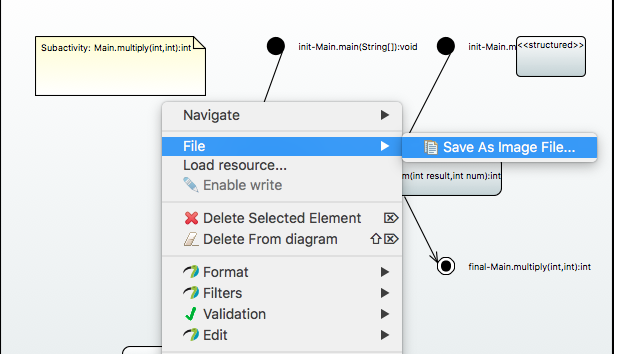 Subactivity: Main.multiply(int,int):int
init-Main.main(String[]):void
init-Main.m
<<structured>>
Navigate
File
Save As Image File...
Load resource...
Enable write
m(int result,int num):int
Delete Selected Element
Delete From diagram
final-Main.multiply(int,int):int
Format
Filters
Validation
Edit